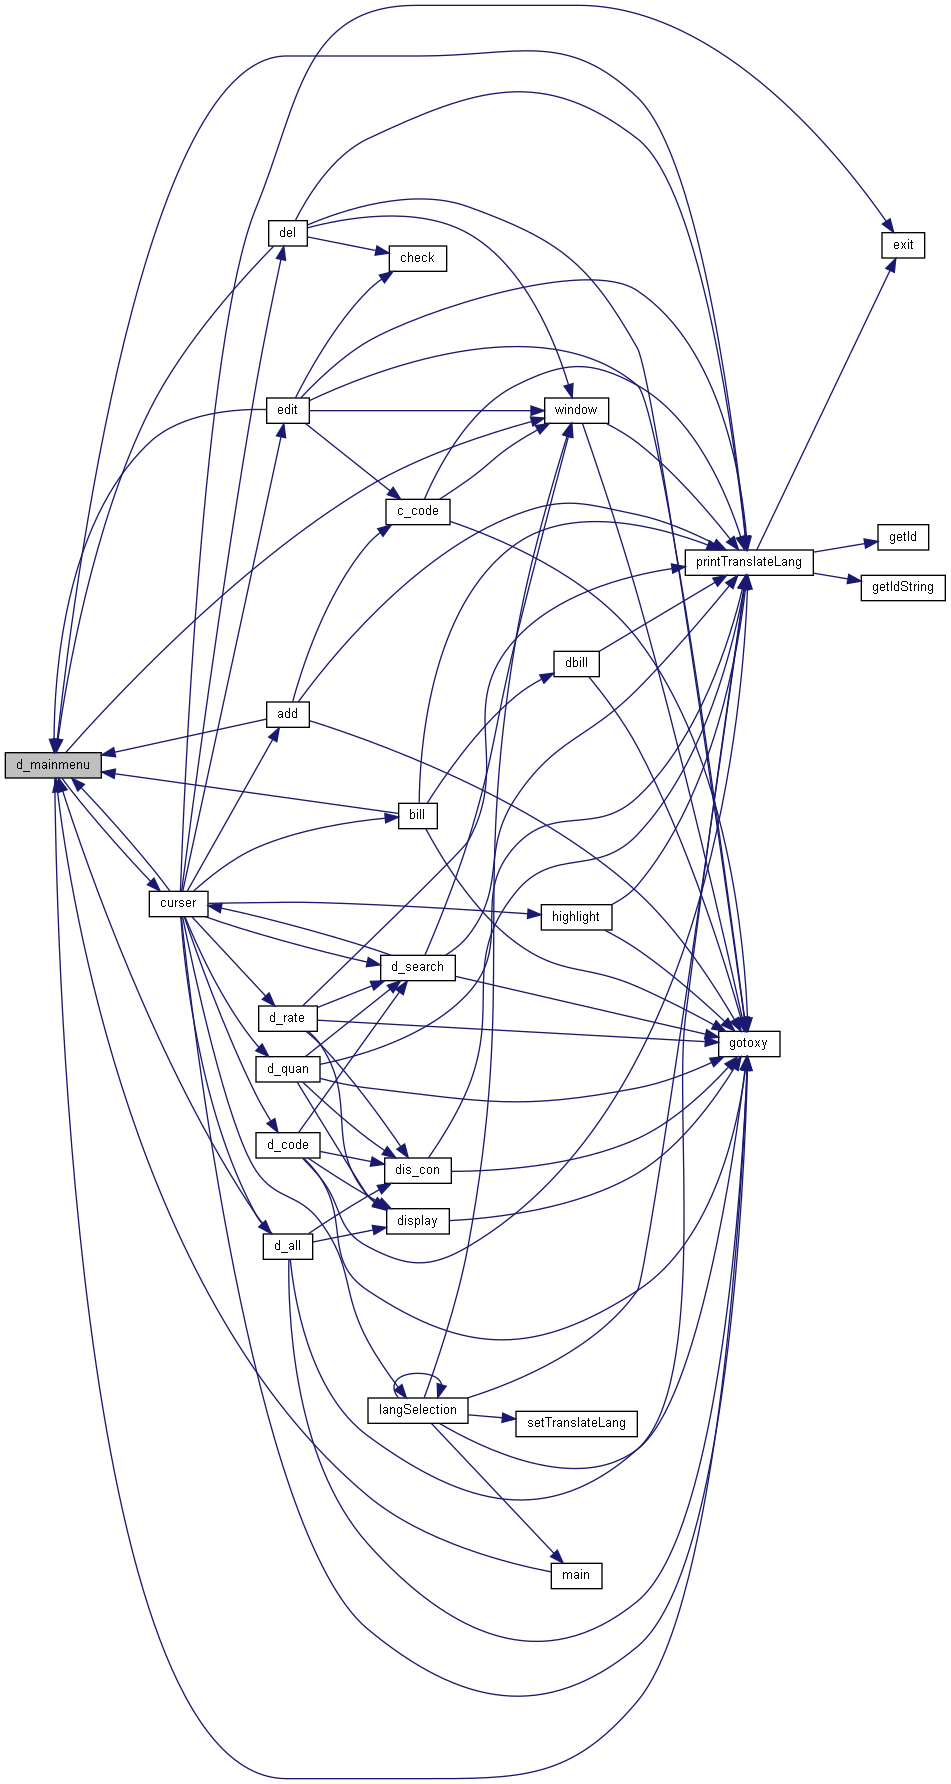 del
exit
check
edit
window
c_code
getId
printTranslateLang
getIdString
dbill
add
d_mainmenu
bill
curser
highlight
d_search
d_rate
gotoxy
d_quan
d_code
dis_con
display
d_all
langSelection
setTranslateLang
main